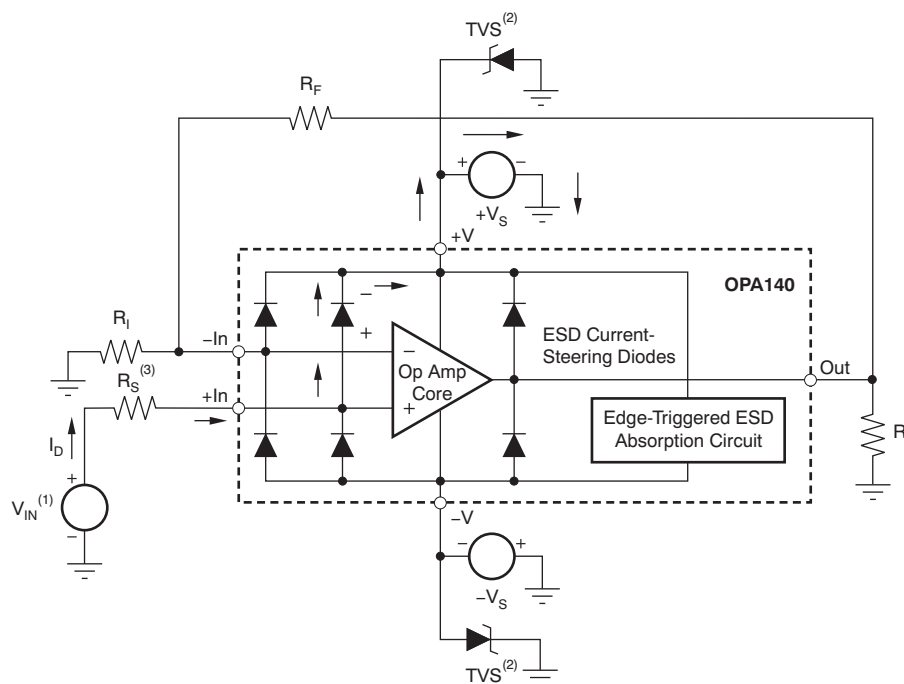 TVS(2)
RF
+ −
+VS
+V
OPA140
−
+
RI
−In
−
Op Amp
Core
+
ESD Current-
Steering Diodes
Out
RS(3)
+In
Edge-Triggered ESD
Absorption Circuit
R
ID
+
VIN(1)
−
−V
− +
−VS
TVS(2)